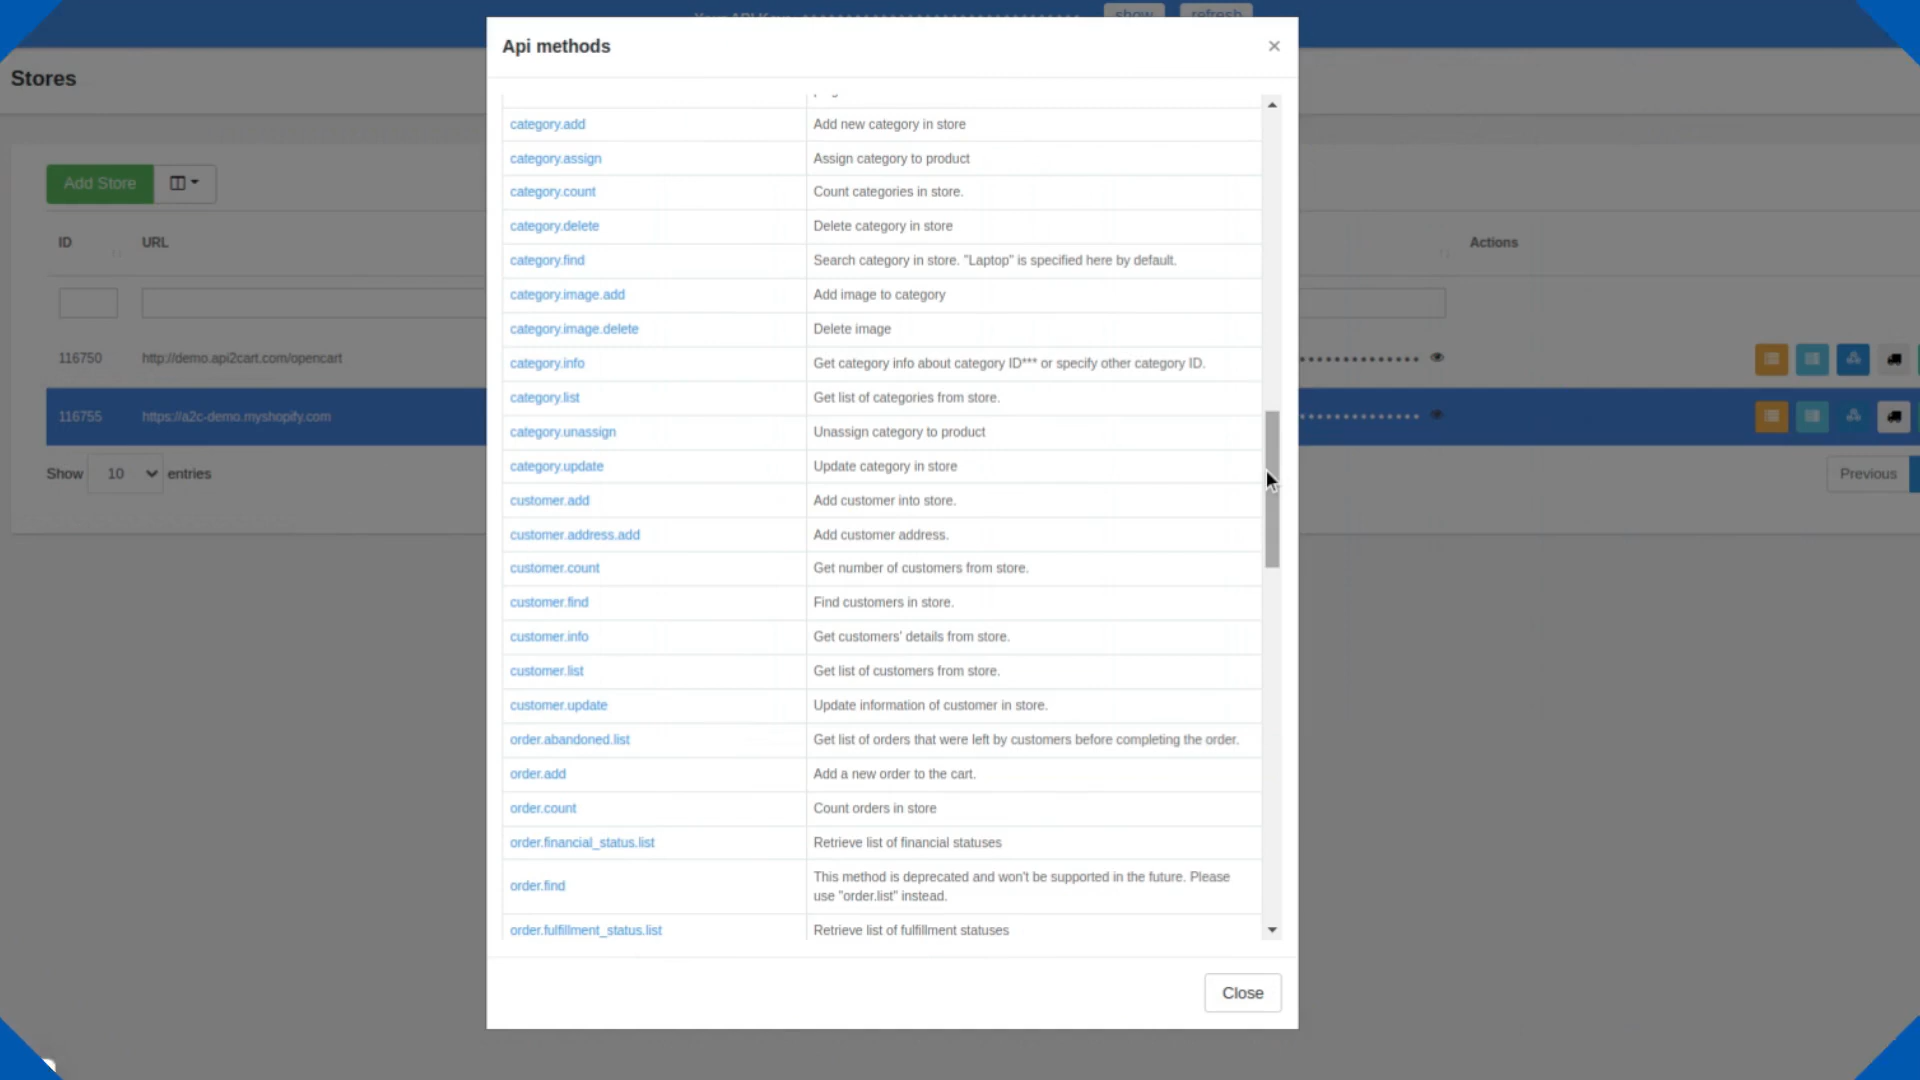 Your API Key: show refresh
Api methods ×
Stores
category.add Add new category in store
category.assign Assign category to product
Add Store
category.count Count categories in store.
category.delete Delete category in store
ID URL Actions
category.find Search category in store. "Laptop" is specified here by default.
category.image.add Add image to category
category.image.delete Delete image
116750 http://demo.api2cart.com/opencart ••••••••••••••
category.info Get category info about category ID*** or specify other category ID.
category.list Get list of categories from store.
116755 https://a2c-demo.myshopify.com ••••••••••••••
category.unassign Unassign category to product
category.update Update category in store
Show 10 entries Previous
customer.add Add customer into store.
customer.address.add Add customer address.
customer.count Get number of customers from store.
customer.find Find customers in store.
customer.info Get customers' details from store.
customer.list Get list of customers from store.
customer.update Update information of customer in store.
order.abandoned.list Get list of orders that were left by customers before completing the order.
order.add Add a new order to the cart.
order.count Count orders in store
order.financial_status.list Retrieve list of financial statuses
order.find This method is deprecated and won't be supported in the future. Please
use "order.list" instead.
order.fulfillment_status.list Retrieve list of fulfillment statuses
Close